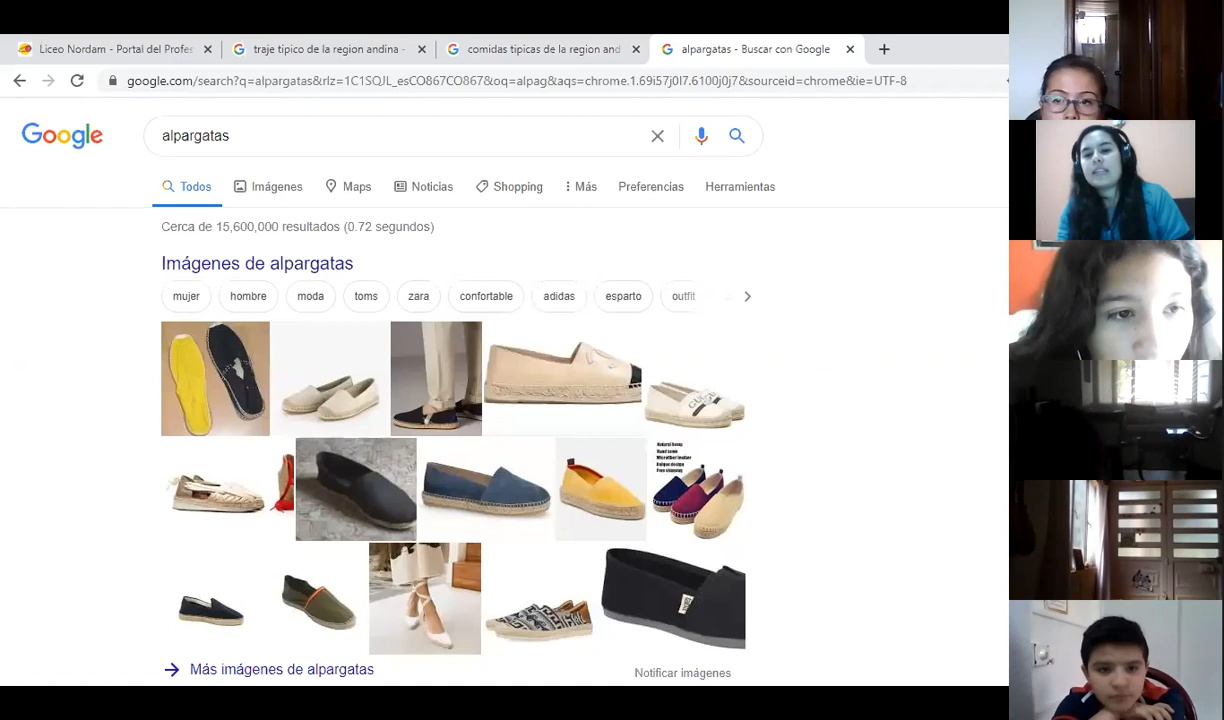 Liceo Nordam - Portal del Profes
traje tipico de la region andina
comidas tipicas de la region and
alpargatas - Buscar con Google
google.com/search?q=alpargatas&rlz=1C1SQJL_esCO867CO867&oq=alpag&aqs=chrome.1.69i57j0l7.6100j0j7&sourceid=chrome&ie=UTF-8
Google
alpargatas
Todos Imágenes Maps Noticias Shopping Más Preferencias Herramientas
Cerca de 15,600,000 resultados (0.72 segundos)
Imágenes de alpargatas
mujer hombre moda toms zara confortable adidas esparto outfit
GUCCI
Más imágenes de alpargatas
Notificar imágenes